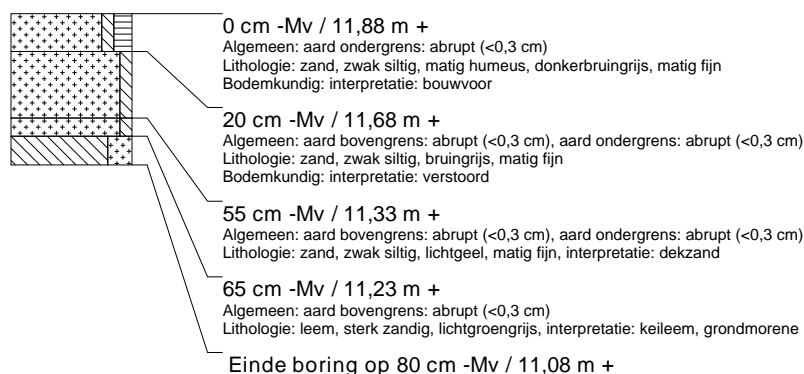 0 cm -Mv / 11,88 m +
Algemeen: aard ondergrens: abrupt (<0,3 cm)
Lithologie: zand, zwak siltig, matig humeus, donkerbruingrijs, matig fijn
Bodemkundig: interpretatie: bouwvoor
20 cm -Mv / 11,68 m +
Algemeen: aard bovengrens: abrupt (<0,3 cm), aard ondergrens: abrupt (<0,3 cm)
Lithologie: zand, zwak siltig, bruingrijs, matig fijn
Bodemkundig: interpretatie: verstoord
55 cm -Mv / 11,33 m +
Algemeen: aard bovengrens: abrupt (<0,3 cm), aard ondergrens: abrupt (<0,3 cm)
Lithologie: zand, zwak siltig, lichtgeel, matig fijn, interpretatie: dekzand
65 cm -Mv / 11,23 m +
Algemeen: aard bovengrens: abrupt (<0,3 cm)
Lithologie: leem, sterk zandig, lichtgroengrijs, interpretatie: keileem, grondmorene
Einde boring op 80 cm -Mv / 11,08 m +